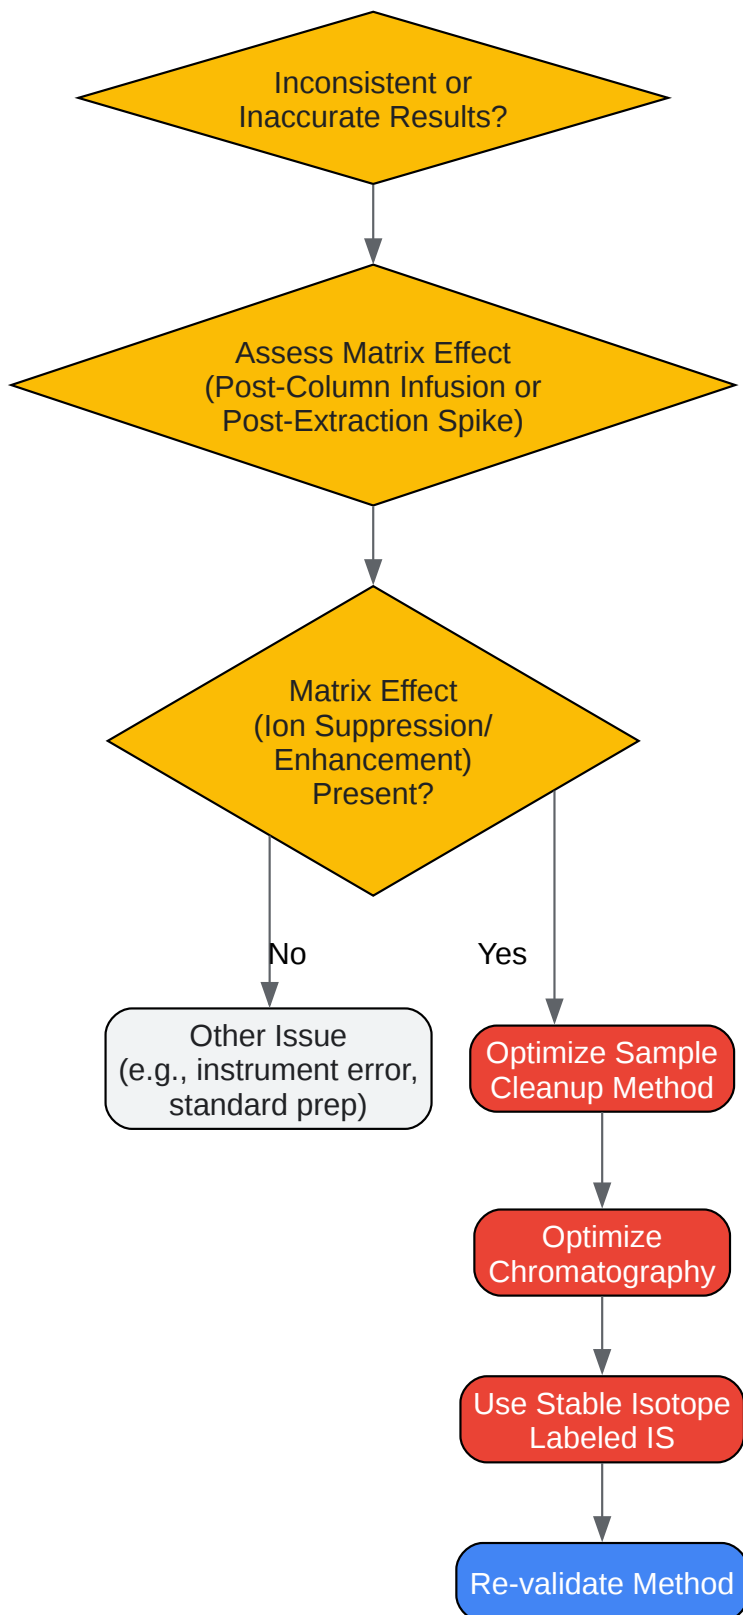 Inconsistent or
Inaccurate Results?
Assess Matrix Effect
(Post-Column Infusion or
Post-Extraction Spike)
Matrix Effect
(Ion Suppression/
Enhancement)
Present?
No
Yes
Other Issue
(e.g., instrument error,
standard prep)
Optimize Sample
Cleanup Method
Optimize
Chromatography
Use Stable Isotope
Labeled IS
Re-validate Method